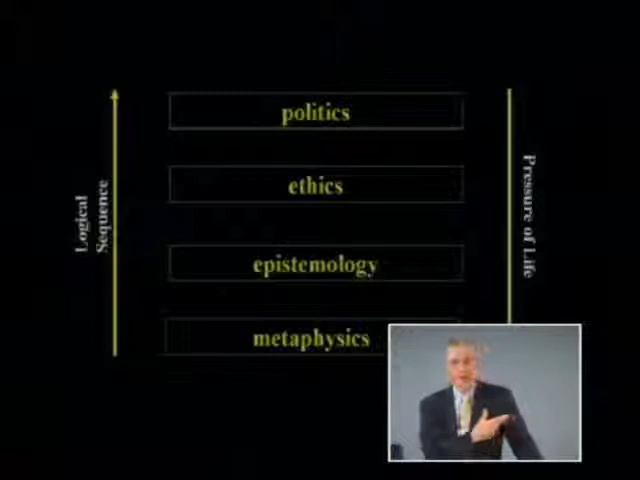 politics
ethics
epistemology
metaphysics
Logical
Sequence
Pressure of Life